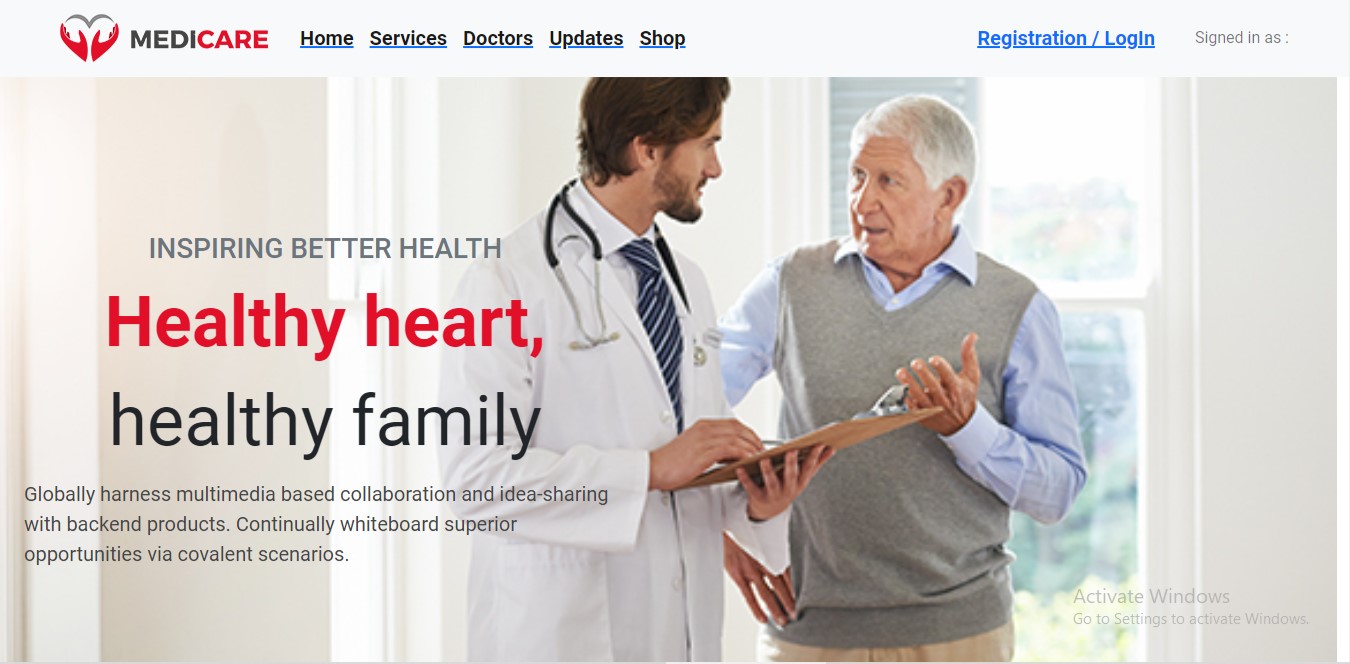 MEDICARE
Home Services Doctors Updates Shop
Registration / LogIn
Signed in as :
INSPIRING BETTER HEALTH
Healthy heart,
healthy family
Globally harness multimedia based collaboration and idea-sharing
with backend products. Continually whiteboard superior
opportunities via covalent scenarios.
Activate Windows
Go to Settings to activate Windows.